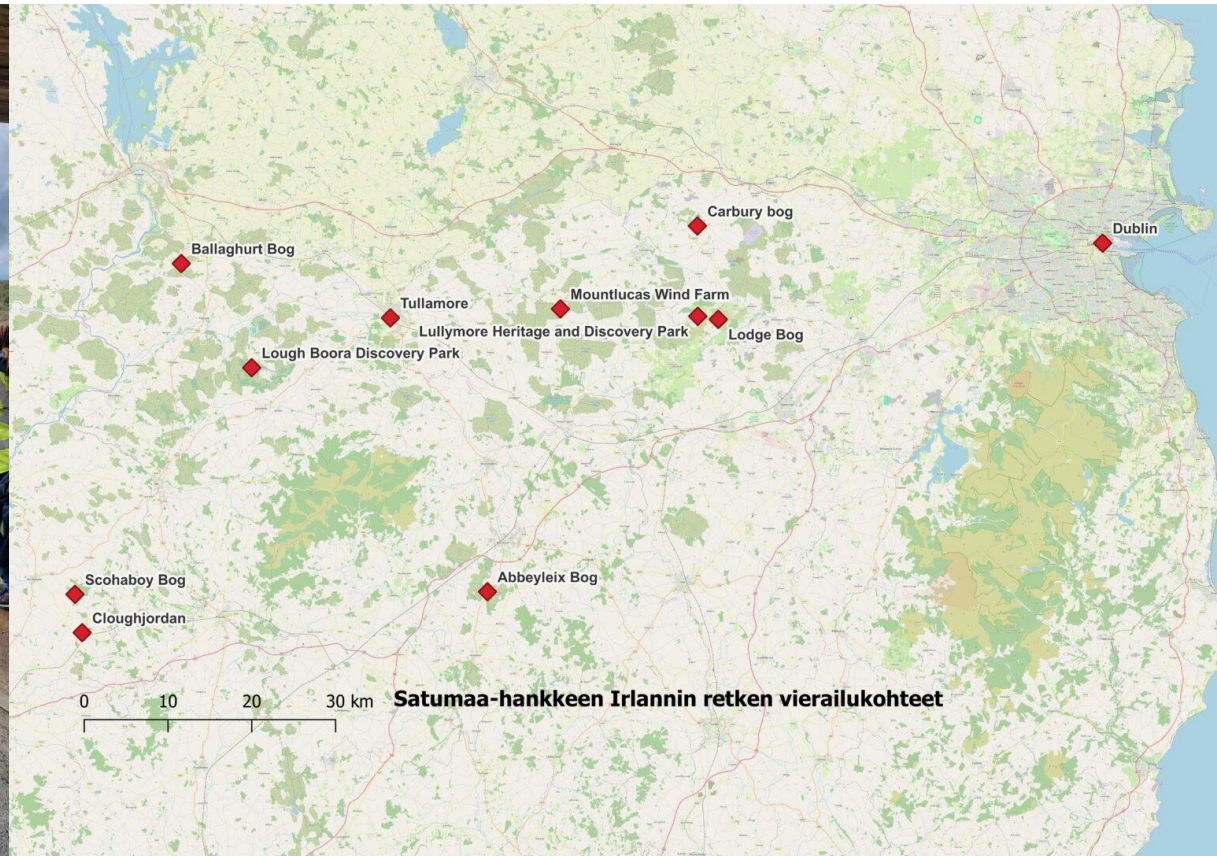 Carbury bog
Dublin
Ballaghurt Bog
Mountlucas Wind Farm
Tullamore
Lullymore Heritage and Discovery Park
Lodge Bog
Lough Boora Discovery Park
Scohaboy Bog
Abbeyleix Bog
Cloughjordan
0 10 20 30 km
Satumaa-hankkeen Irlannin retken vierailukohteet